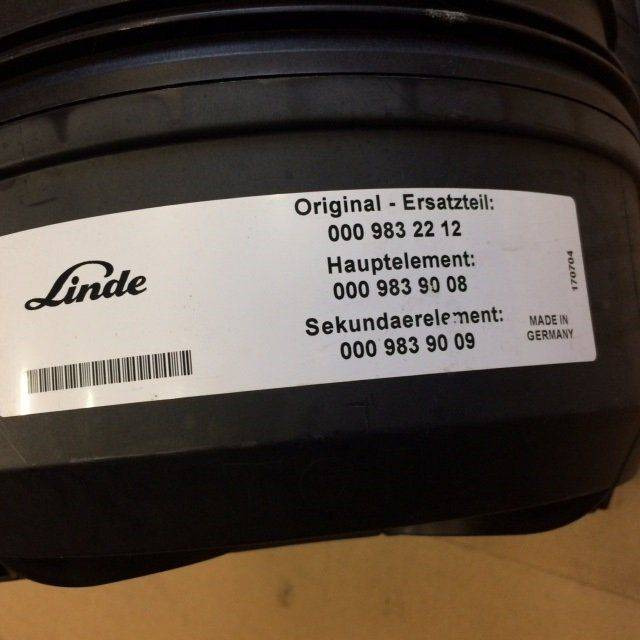 Linde
Original - Ersatzteil:
000 983 22 12
Hauptelement:
000 983 90 08
Sekundaerelement:
000 983 90 09
MADE IN
GERMANY
170704